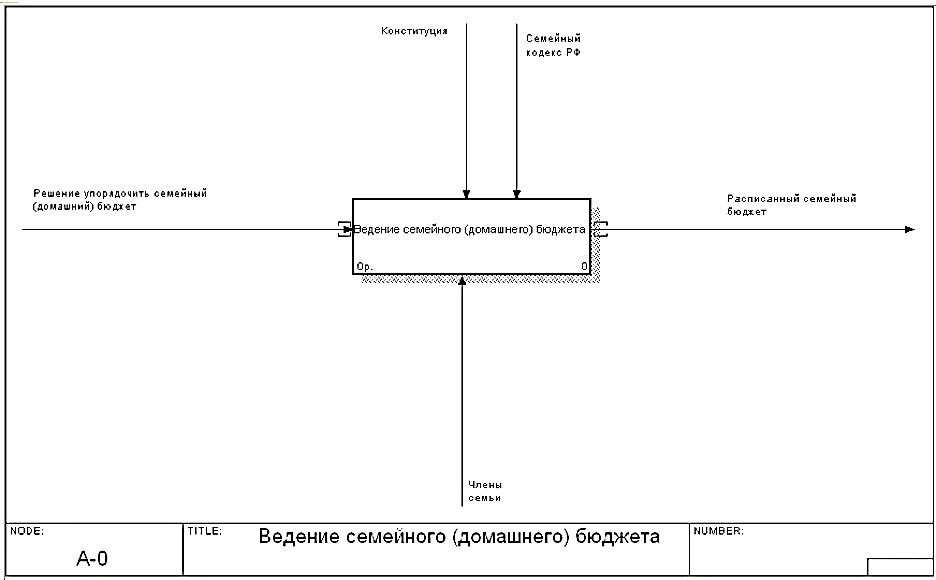 Конституция
Семейный
кодекс РФ
Решение упорядочить семейный
(домашний) бюджет
Расписанный семейный
бюджет
Ведение семейного (домашнего) бюджета
0р. 0
Члены
семьи
NODE: TITLE: Ведение семейного (домашнего) бюджета NUMBER:
A-0